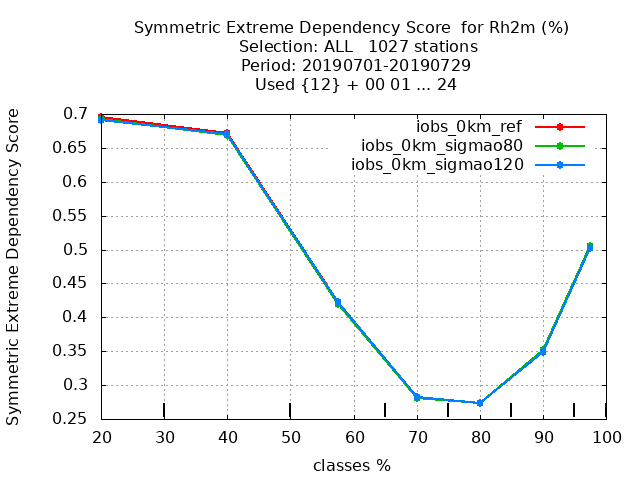 Symmetric Extreme Dependency Score  for Rh2m (%)
Selection: ALL   1027 stations
Period: 20190701-20190729
Used {12} + 00 01 ... 24
Symmetric Extreme Dependency Score
0.7
0.65
0.6
0.55
0.5
0.45
0.4
0.35
0.3
0.25
iobs_0km_ref
iobs_0km_sigmao80
iobs_0km_sigmao120
20 30 40 50 60 70 80 90 100
classes %